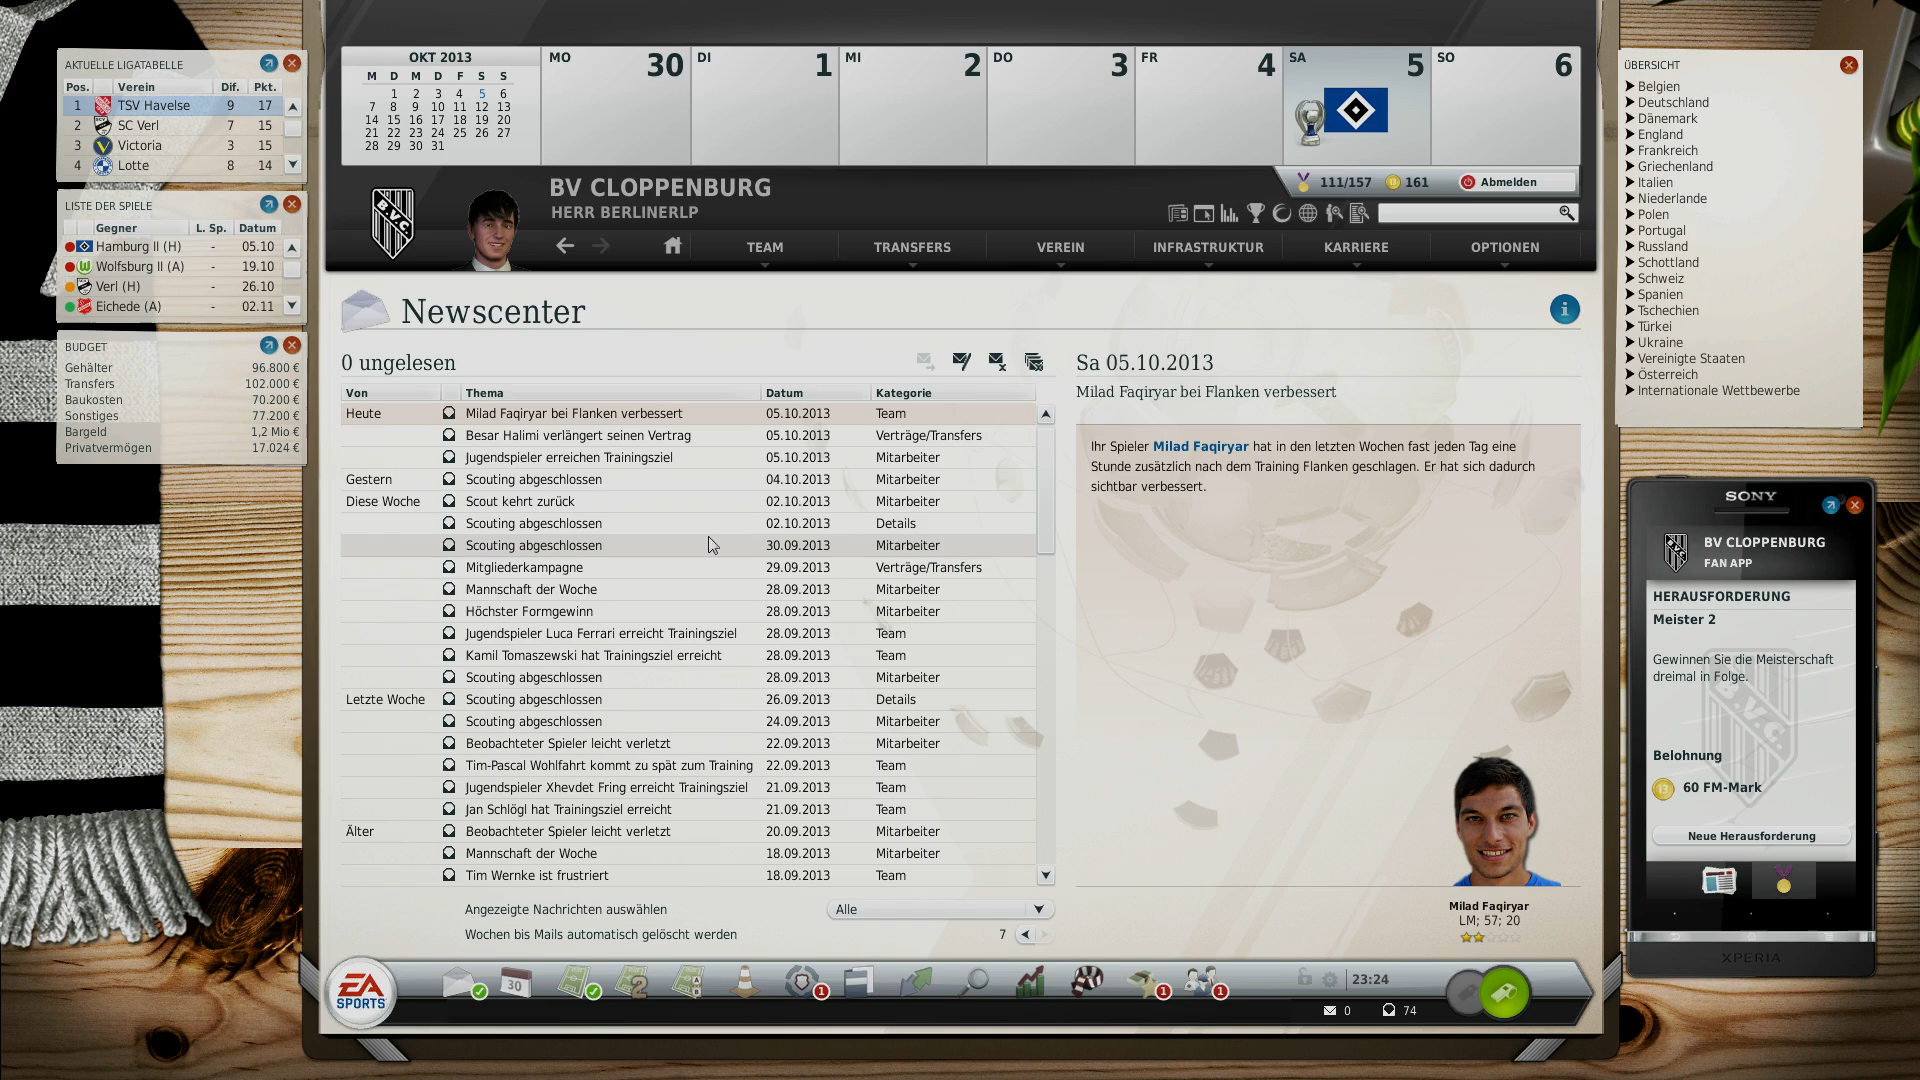 AKTUELLE LIGATABELLE
Pos. Verein Dif. Pkt.
1 TSV Havelse 9 17
2 SC Verl 7 15
3 Victoria 3 15
4 Lotte 8 14
LISTE DER SPIELE
Gegner L. Sp. Datum
Hamburg II (H) - 05.10
Wolfsburg II (A) - 19.10
Verl (H) - 26.10
Eichede (A) - 02.11
BUDGET
Gehälter 96.800 €
Transfers 102.000 €
Baukosten 70.200 €
Sonstiges 77.200 €
Bargeld 1,2 Mio €
Privatvermögen 17.024 €
OKT 2013
M D M D F S S
1 2 3 4 5 6
7 8 9 10 11 12 13
14 15 16 17 18 19 20
21 22 23 24 25 26 27
28 29 30 31
MO 30 DI 1 MI 2 DO 3 FR 4 SA 5 SO 6
BV CLOPPENBURG
HERR BERLINERLP
111/157 161 Abmelden
B.V.C
TEAM TRANSFERS VEREIN INFRASTRUKTUR KARRIERE OPTIONEN
Newscenter
0 ungelesen
Von Thema Datum Kategorie
Heute Milad Faqiryar bei Flanken verbessert 05.10.2013 Team
Besar Halimi verlängert seinen Vertrag 05.10.2013 Verträge/Transfers
Jugendspieler erreichen Trainingsziel 05.10.2013 Mitarbeiter
Gestern Scouting abgeschlossen 04.10.2013 Mitarbeiter
Diese Woche Scout kehrt zurück 02.10.2013 Mitarbeiter
Scouting abgeschlossen 02.10.2013 Details
Scouting abgeschlossen 30.09.2013 Mitarbeiter
Mitgliederkampagne 29.09.2013 Verträge/Transfers
Mannschaft der Woche 28.09.2013 Mitarbeiter
Höchster Formgewinn 28.09.2013 Mitarbeiter
Jugendspieler Luca Ferrari erreicht Trainingsziel 28.09.2013 Team
Kamil Tomaszewski hat Trainingsziel erreicht 28.09.2013 Team
Scouting abgeschlossen 28.09.2013 Mitarbeiter
Letzte Woche Scouting abgeschlossen 26.09.2013 Details
Scouting abgeschlossen 24.09.2013 Mitarbeiter
Beobachteter Spieler leicht verletzt 22.09.2013 Mitarbeiter
Tim-Pascal Wohlfahrt kommt zu spät zum Training 22.09.2013 Team
Jugendspieler Xhevdet Fring erreicht Trainingsziel 21.09.2013 Team
Jan Schlögl hat Trainingsziel erreicht 21.09.2013 Team
Älter Beobachteter Spieler leicht verletzt 20.09.2013 Mitarbeiter
Mannschaft der Woche 18.09.2013 Mitarbeiter
Tim Wernke ist frustriert 18.09.2013 Team
Angezeigte Nachrichten auswählen Alle
Wochen bis Mails automatisch gelöscht werden 7
Sa 05.10.2013
Milad Faqiryar bei Flanken verbessert
Ihr Spieler Milad Faqiryar hat in den letzten Wochen fast jeden Tag eine
Stunde zusätzlich nach dem Training Flanken geschlagen. Er hat sich dadurch
sichtbar verbessert.
Milad Faqiryar
LM; 57; 20
EA
SPORTS
30
2
1
1
1
23:24
0 74
ÜBERSICHT
Belgien
Deutschland
Dänemark
England
Frankreich
Griechenland
Italien
Niederlande
Polen
Portugal
Russland
Schottland
Schweiz
Spanien
Tschechien
Türkei
Ukraine
Vereinigte Staaten
Österreich
Internationale Wettbewerbe
SONY
BV CLOPPENBURG
FAN APP
HERAUSFORDERUNG
Meister 2
Gewinnen Sie die Meisterschaft
dreimal in Folge.
Belohnung
13 60 FM-Mark
Neue Herausforderung
XPERIA